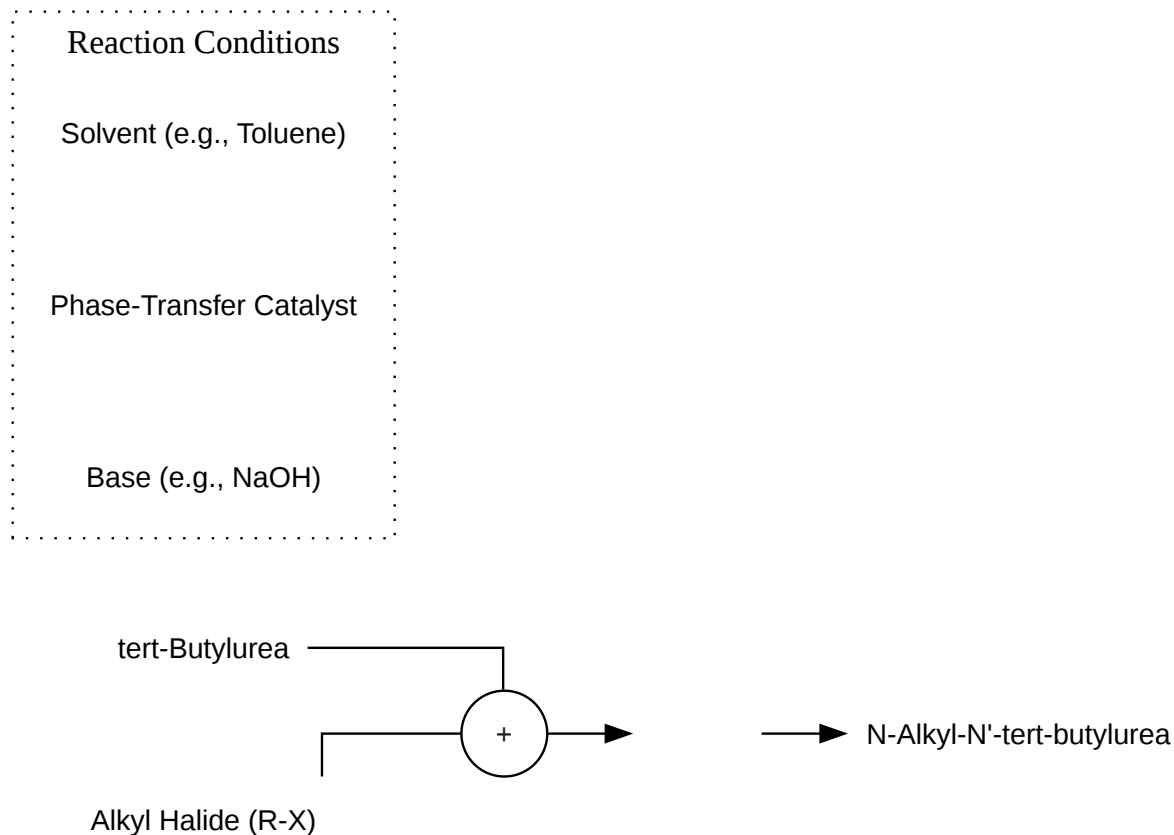 Reaction Conditions
Solvent (e.g., Toluene)
Phase-Transfer Catalyst
Base (e.g., NaOH)
tert-Butylurea
+
N-Alkyl-N'-tert-butylurea
Alkyl Halide (R-X)